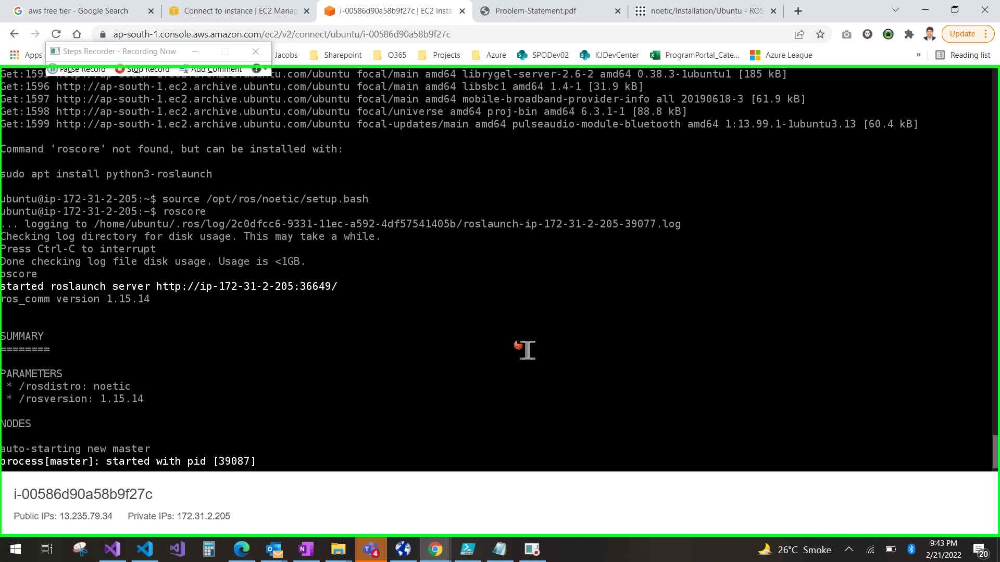 aws free tier - Google Search
Connect to instance | EC2 Manag
i-00586d90a58b9f27c | EC2 Insta
Problem-Statement.pdf
noetic/Installation/Ubuntu - ROS
ap-south-1.console.aws.amazon.com/ec2/v2/connect/ubuntu/i-00586d90a58b9f27c
Update
Apps
Steps Recorder - Recording Now
Jacobs
Sharepoint
O365
Projects
Azure
SPODev02
KJDevCenter
ProgramPortal_Cate...
Azure League
»
Reading list
Pause Record
Stop Record
Add Comment
Get:1595 http://ap-south-1.ec2.archive.ubuntu.com/ubuntu focal/main amd64 librygel-server-2.6-2 amd64 0.38.3-1ubuntu1 [185 kB]
Get:1596 http://ap-south-1.ec2.archive.ubuntu.com/ubuntu focal/main amd64 libsbc1 amd64 1.4-1 [31.9 kB]
Get:1597 http://ap-south-1.ec2.archive.ubuntu.com/ubuntu focal/main amd64 mobile-broadband-provider-info all 20190618-3 [61.9 kB]
Get:1598 http://ap-south-1.ec2.archive.ubuntu.com/ubuntu focal/universe amd64 proj-bin amd64 6.3.1-1 [88.8 kB]
Get:1599 http://ap-south-1.ec2.archive.ubuntu.com/ubuntu focal-updates/main amd64 pulseaudio-module-bluetooth amd64 1:13.99.1-1ubuntu3.13 [60.4 kB]
Command 'roscore' not found, but can be installed with:
sudo apt install python3-roslaunch
ubuntu@ip-172-31-2-205:~$ source /opt/ros/noetic/setup.bash
ubuntu@ip-172-31-2-205:~$ roscore
... logging to /home/ubuntu/.ros/log/2c0dfcc6-9331-11ec-a592-4df57541405b/roslaunch-ip-172-31-2-205-39077.log
Checking log directory for disk usage. This may take a while.
Press Ctrl-C to interrupt
Done checking log file disk usage. Usage is <1GB.
oscore
started roslaunch server http://ip-172-31-2-205:36649/
ros_comm version 1.15.14
SUMMARY
========
PARAMETERS
* /rosdistro: noetic
* /rosversion: 1.15.14
NODES
auto-starting new master
process[master]: started with pid [39087]
i-00586d90a58b9f27c
Public IPs: 13.235.79.34 Private IPs: 172.31.2.205
4
26°C Smoke
9:43 PM
2/21/2022
20